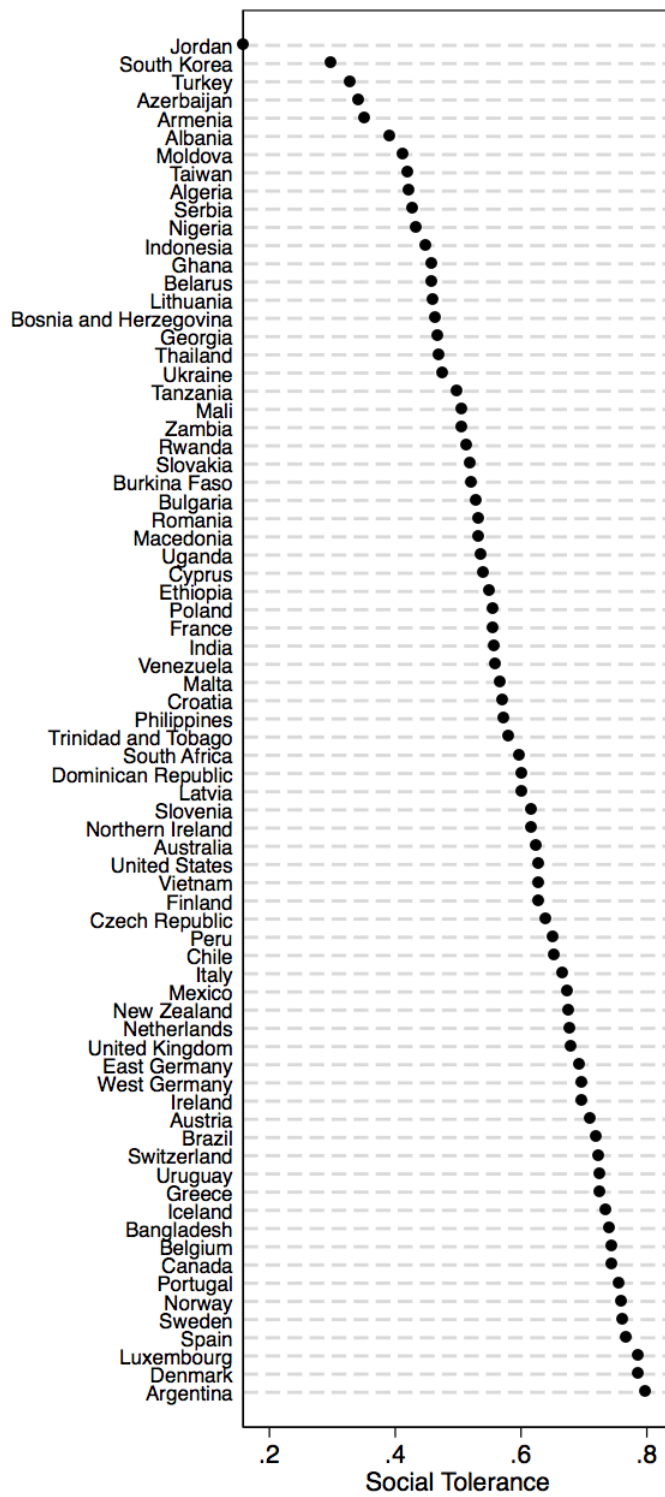 Jordan
South Korea
Turkey
Azerbaijan
Armenia
Albania
Moldova
Taiwan
Algeria
Serbia
Nigeria
Indonesia
Ghana
Belarus
Lithuania
Bosnia and Herzegovina
Georgia
Thailand
Ukraine
Tanzania
Mali
Zambia
Rwanda
Slovakia
Burkina Faso
Bulgaria
Romania
Macedonia
Uganda
Cyprus
Ethiopia
Poland
France
India
Venezuela
Malta
Croatia
Philippines
Trinidad and Tobago
South Africa
Dominican Republic
Latvia
Slovenia
Northern Ireland
Australia
United States
Vietnam
Finland
Czech Republic
Peru
Chile
Italy
Mexico
New Zealand
Netherlands
United Kingdom
East Germany
West Germany
Ireland
Austria
Brazil
Switzerland
Uruguay
Greece
Iceland
Bangladesh
Belgium
Canada
Portugal
Norway
Sweden
Spain
Luxembourg
Denmark
Argentina
.2 .4 .6 .8
Social Tolerance